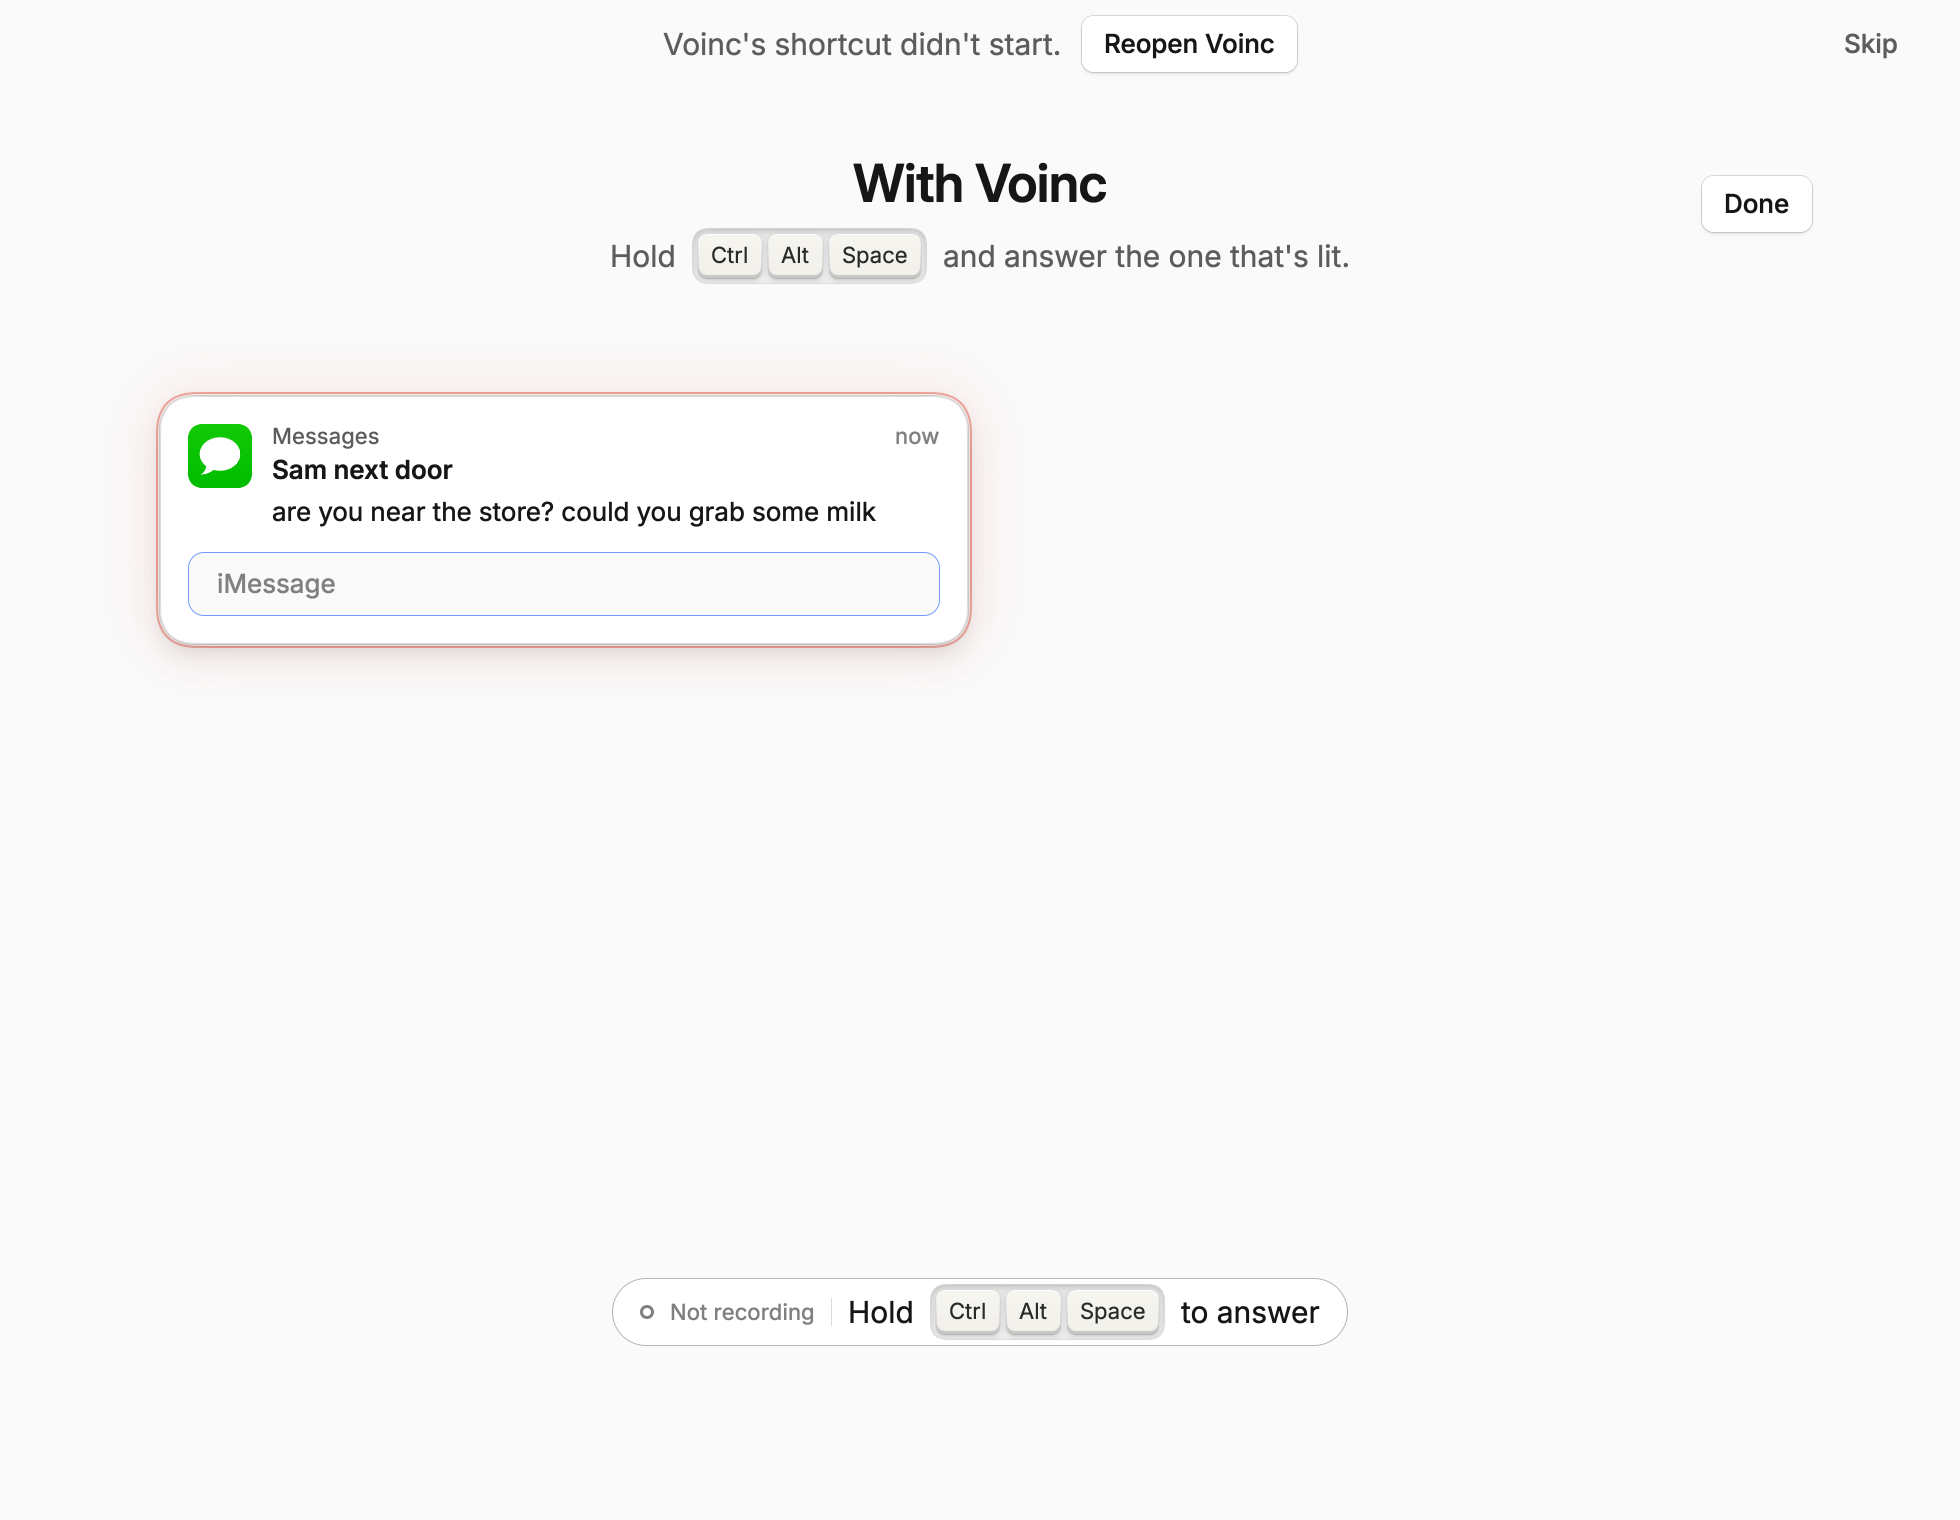 Voinc's shortcut didn't start. Reopen Voinc Skip
With Voinc
Done
Hold Ctrl Alt Space and answer the one that's lit.
Messages now
Sam next door
are you near the store? could you grab some milk
iMessage
Not recording Hold Ctrl Alt Space to answer